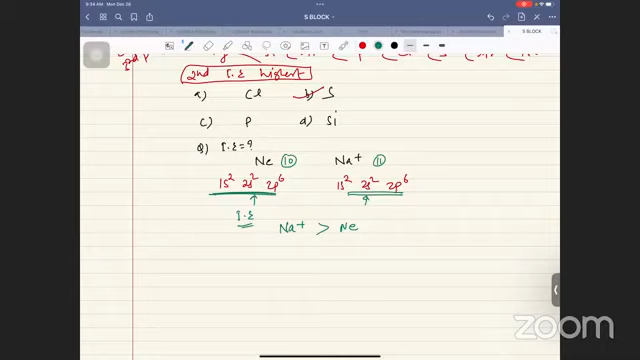 9:34 AM Mon Dec 26
S BLOCK
S BLOCK
2nd I.E highest
a) Cl b) S
c) P d) Si
Q) I.E = ?
Ne 10 Na+ 11
1s² 2s² 2p⁶ 1s² 2s² 2p⁶
I.E
Na+ > Ne
zoom